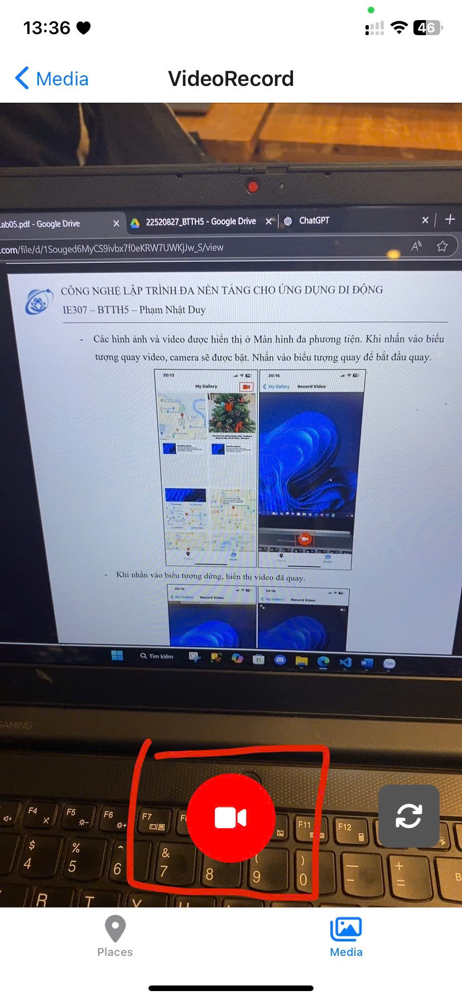 13:36
46
Media
VideoRecord
Lab05.pdf - Google Drive
22520827_BTTH5 - Google Drive
ChatGPT
.com/file/d/1Souged6MyCS9ivbx7f0eKRW7UWKjJw_S/view
CÔNG NGHỆ LẬP TRÌNH ĐA NỀN TẢNG CHO ỨNG DỤNG DI ĐỘNG
IE307 – BTTH5 – Phạm Nhật Duy
- Các hình ảnh và video được hiển thị ở Màn hình đa phương tiện. Khi nhấn vào biểu
tượng quay video, camera sẽ được bật. Nhấn vào biểu tượng quay để bắt đầu quay.
20:12
My Gallery
20:15
My Gallery
Record Video
- Khi nhấn vào biểu tượng dừng, hiển thị video đã quay.
20:16
My Gallery
Record Video
20:16
My Gallery
Record Video
Tìm kiếm
GAMING
F4
F5
F6
F7
F11
F12
$
4
%
5
^
6
&
7
8
(
9
)
0
—
-
+
=
R
T
Y
Places
Media